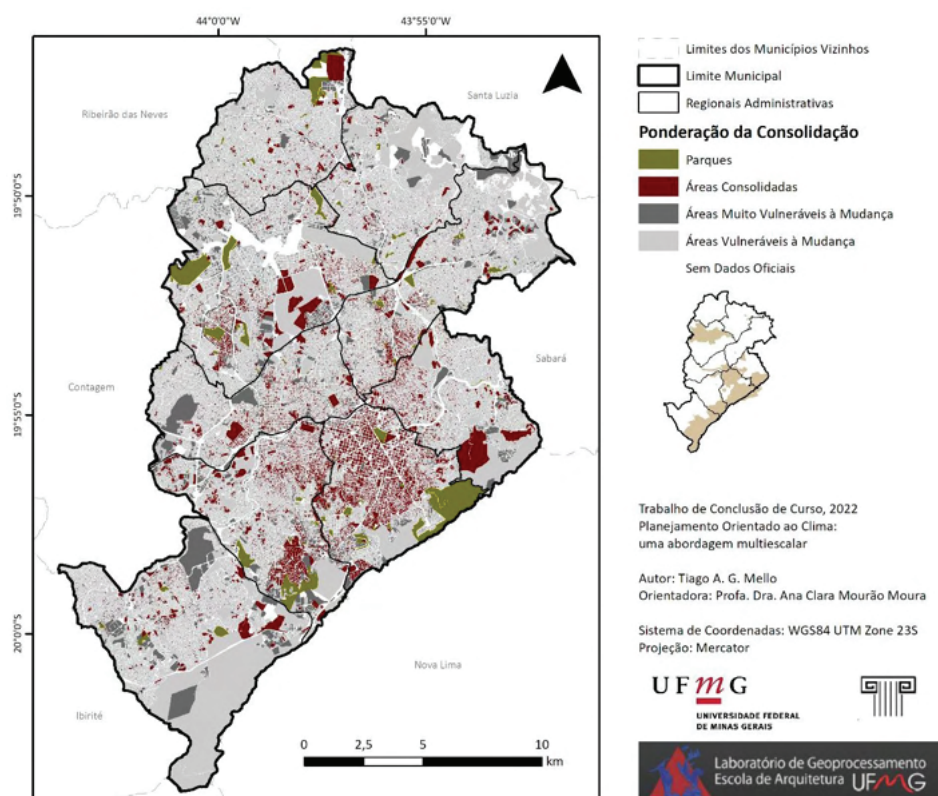 44°0'0"W
43°55'0"W
Ribeirão das Neves
Santa Luzia
19°50'0"S
Contagem
Sabará
19°55'0"S
20°0'0"S
Nova Lima
Ibirité
0 2,5 5 10
km
Limites dos Municípios Vizinhos
Limite Municipal
Regionais Administrativas
Ponderação da Consolidação
Parques
Áreas Consolidadas
Áreas Muito Vulneráveis à Mudança
Áreas Vulneráveis à Mudança
Sem Dados Oficiais
Trabalho de Conclusão de Curso, 2022
Planejamento Orientado ao Clima:
uma abordagem multiescalar
Autor: Tiago A. G. Mello
Orientadora: Profa. Dra. Ana Clara Mourão Moura
Sistema de Coordenadas: WGS84 UTM Zone 23S
Projeção: Mercator
UFmG
UNIVERSIDADE FEDERAL
DE MINAS GERAIS
Laboratório de Geoprocessamento
Escola de Arquitetura UFmG